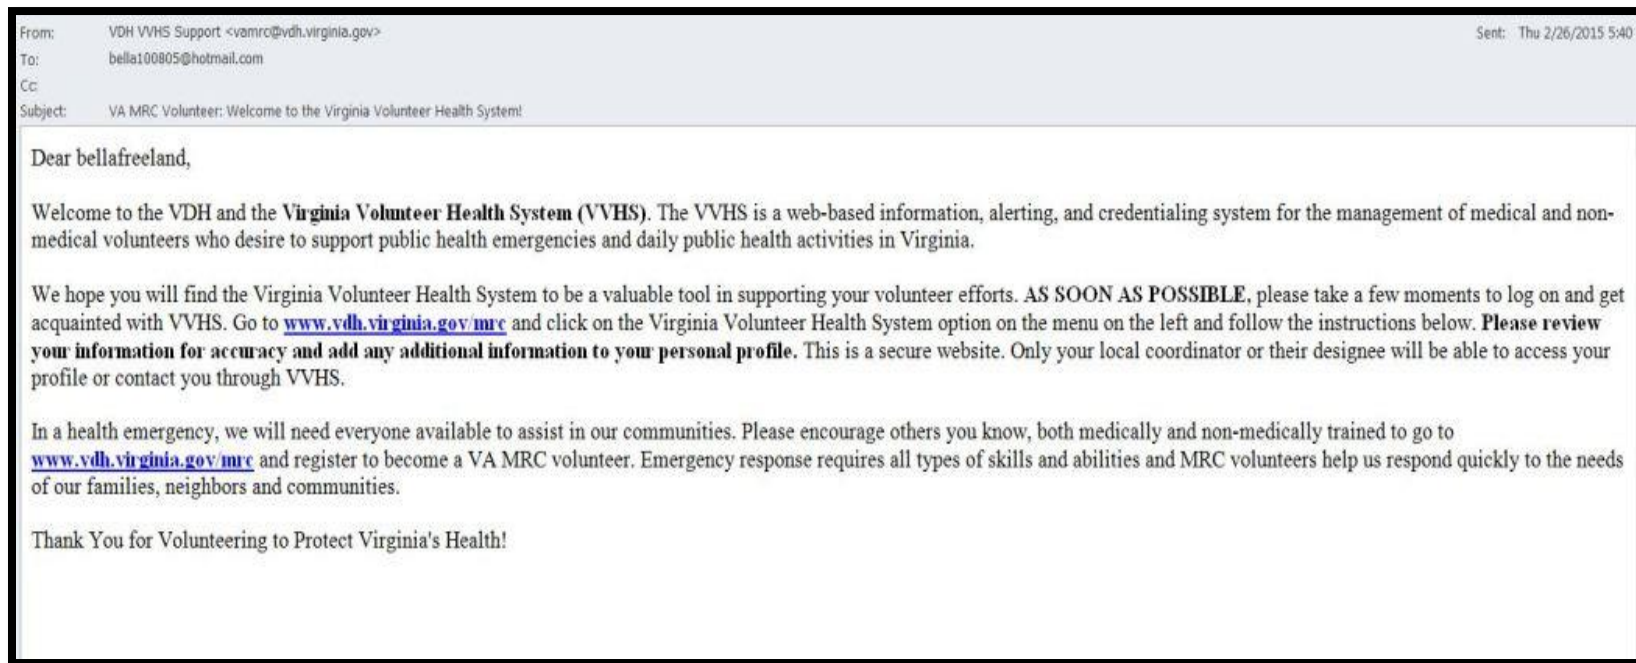 From: VDH VVHS Support <vamrc@vdh.virginia.gov> Sent: Thu 2/26/2015 5:40
To: bella100805@hotmail.com
Cc:
Subject: VA MRC Volunteer: Welcome to the Virginia Volunteer Health System!
Dear bellafreeland,
Welcome to the VDH and the Virginia Volunteer Health System (VVHS). The VVHS is a web-based information, alerting, and credentialing system for the management of medical and non-
medical volunteers who desire to support public health emergencies and daily public health activities in Virginia.
We hope you will find the Virginia Volunteer Health System to be a valuable tool in supporting your volunteer efforts. AS SOON AS POSSIBLE, please take a few moments to log on and get
acquainted with VVHS. Go to www.vdh.virginia.gov/mrc and click on the Virginia Volunteer Health System option on the menu on the left and follow the instructions below. Please review
your information for accuracy and add any additional information to your personal profile. This is a secure website. Only your local coordinator or their designee will be able to access your
profile or contact you through VVHS.
In a health emergency, we will need everyone available to assist in our communities. Please encourage others you know, both medically and non-medically trained to go to
www.vdh.virginia.gov/mrc and register to become a VA MRC volunteer. Emergency response requires all types of skills and abilities and MRC volunteers help us respond quickly to the needs
of our families, neighbors and communities.
Thank You for Volunteering to Protect Virginia's Health!